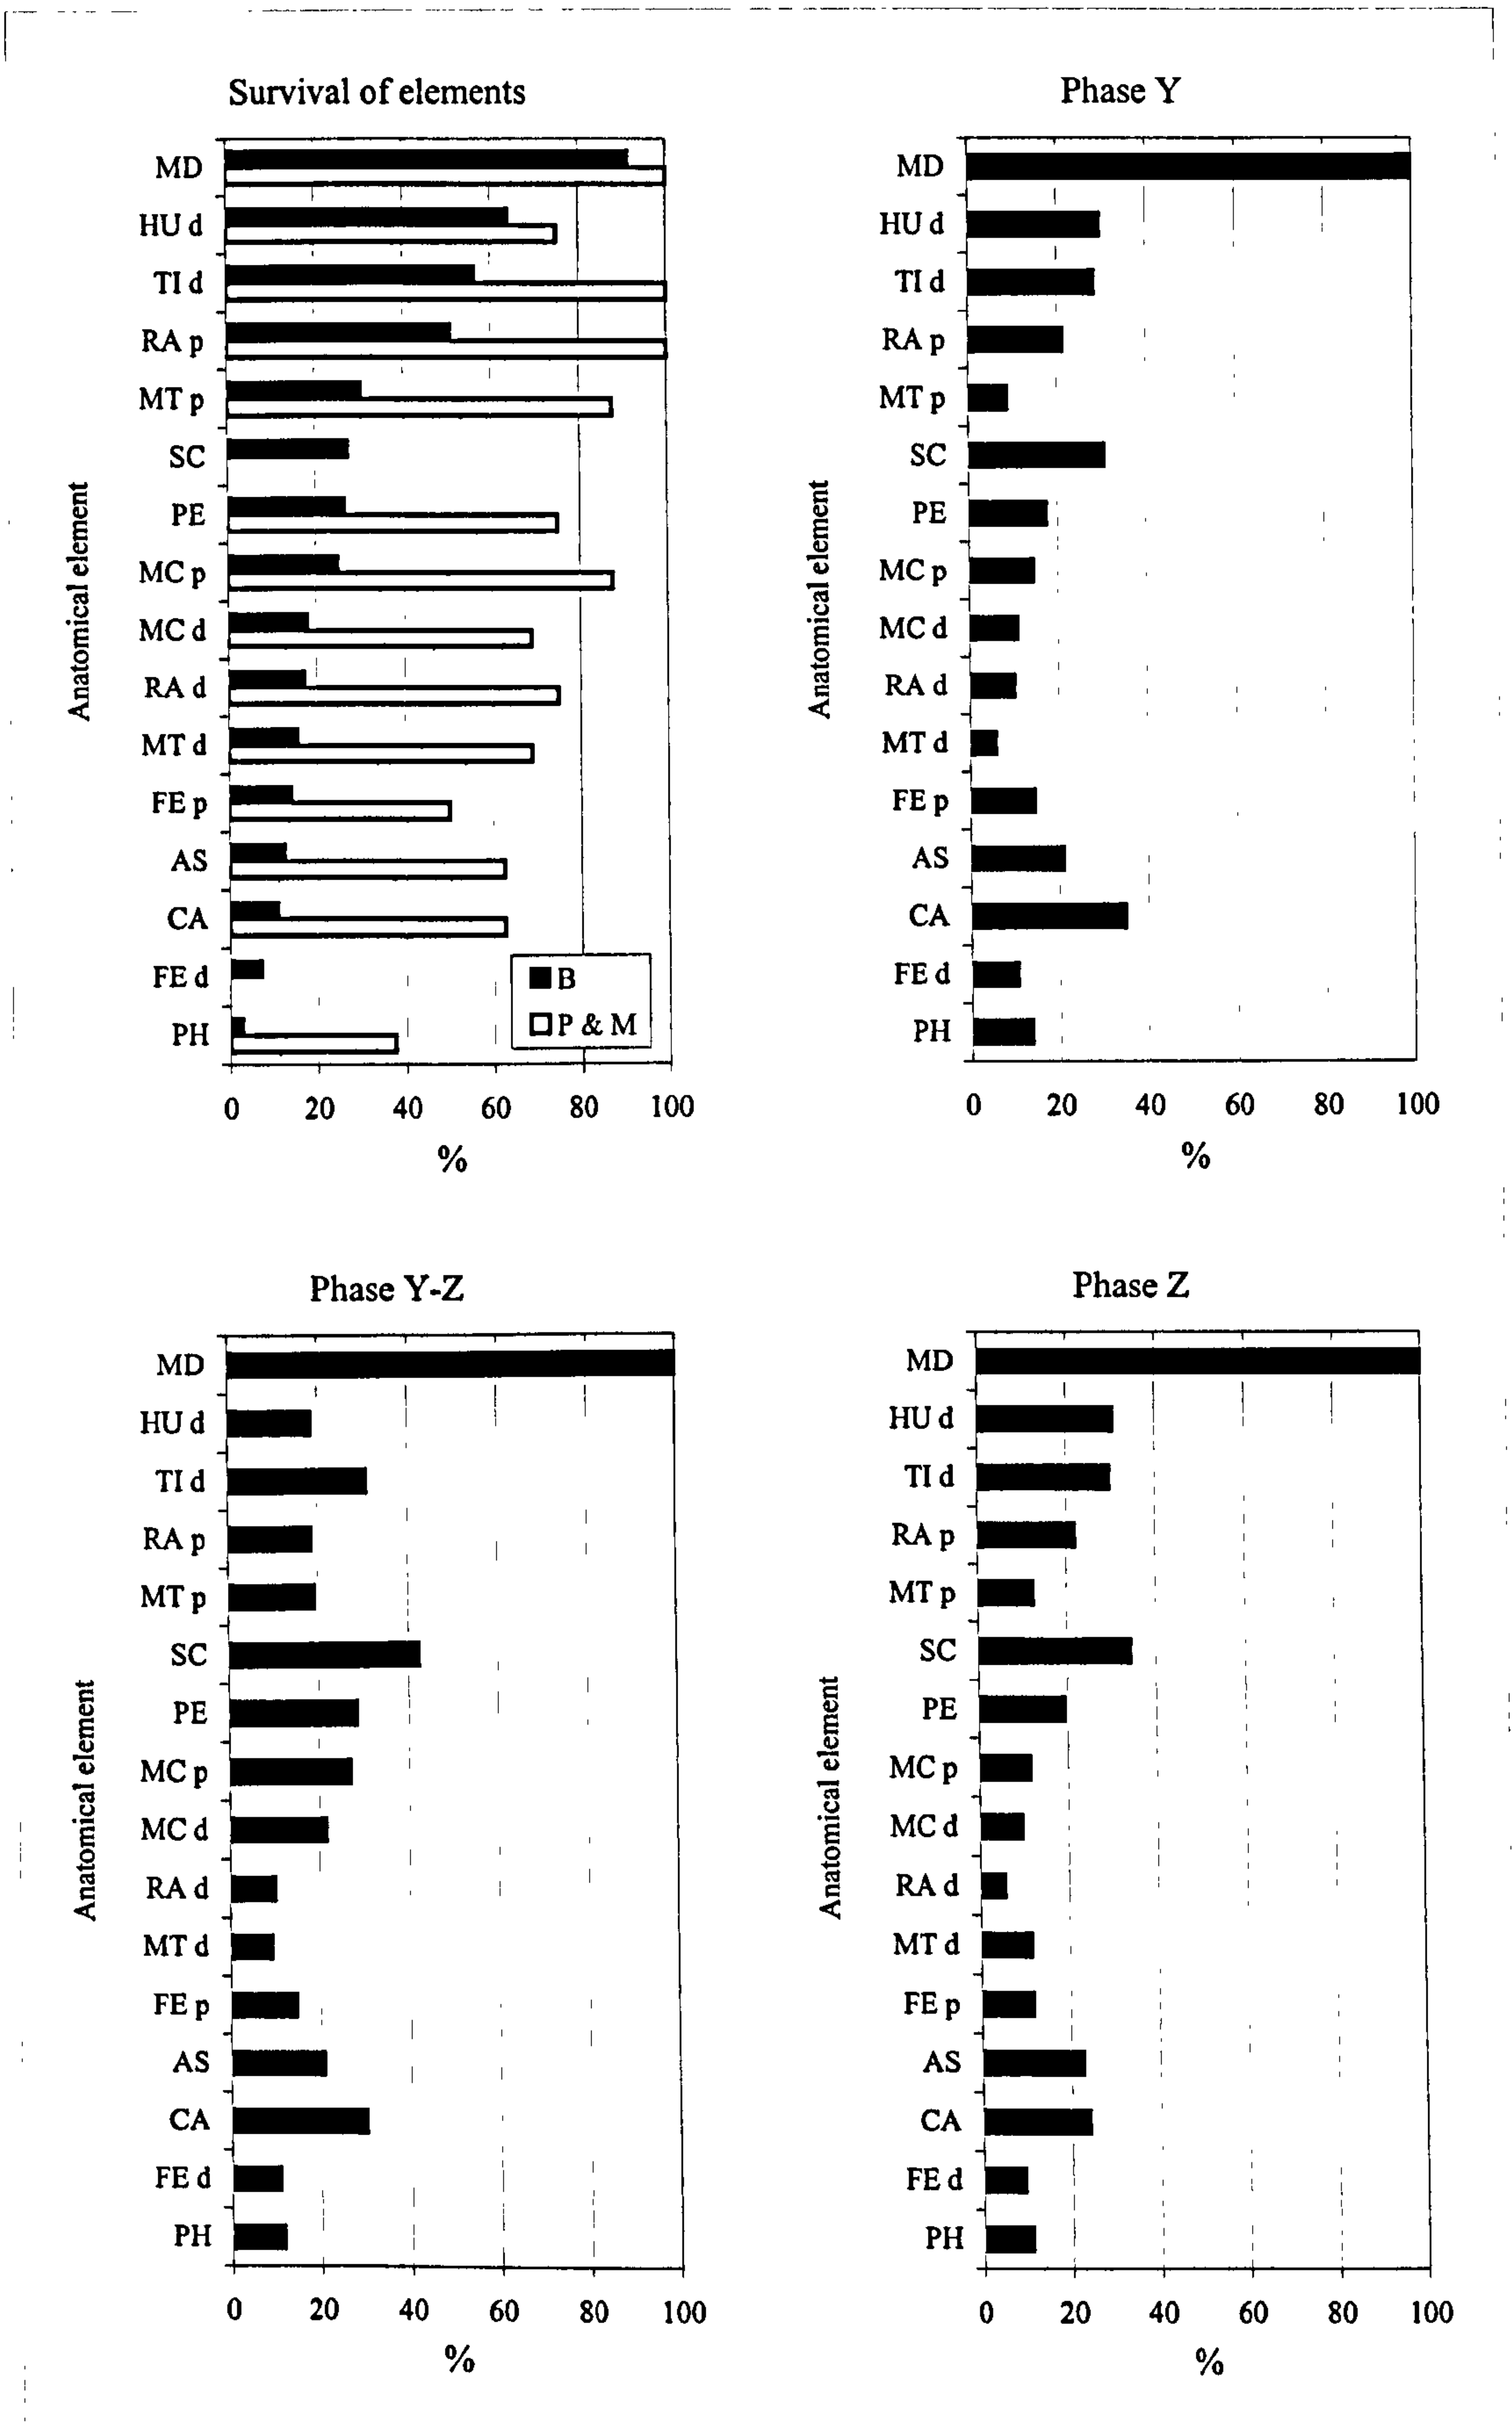 Survival of elements
Anatomical element
MD
HU d
TI d
RA p
MT p
SC
PE
MC p
MC d
RA d
MT d
FE p
AS
CA
FE d
PH
B
P & M
0 20 40 60 80 100
%
Phase Y
Anatomical element
MD
HU d
TI d
RA p
MT p
SC
PE
MC p
MC d
RA d
MT d
FE p
AS
CA
FE d
PH
0 20 40 60 80 100
%
Phase Y-Z
Anatomical element
MD
HU d
TI d
RA p
MT p
SC
PE
MC p
MC d
RA d
MT d
FE p
AS
CA
FE d
PH
0 20 40 60 80 100
%
Phase Z
Anatomical element
MD
HU d
TI d
RA p
MT p
SC
PE
MC p
MC d
RA d
MT d
FE p
AS
CA
FE d
PH
0 20 40 60 80 100
%